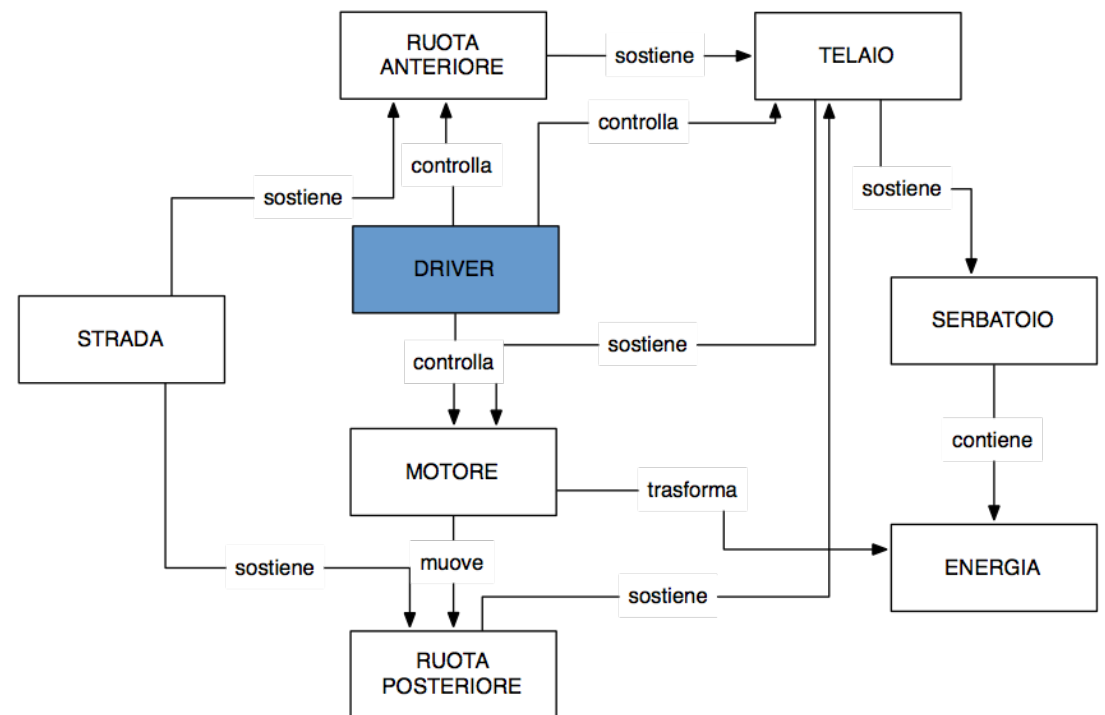 RUOTA
ANTERIORE
sostiene
TELAIO
controlla
controlla
sostiene
sostiene
DRIVER
STRADA
SERBATOIO
sostiene
controlla
contiene
MOTORE
trasforma
muove
sostiene
ENERGIA
sostiene
RUOTA
POSTERIORE